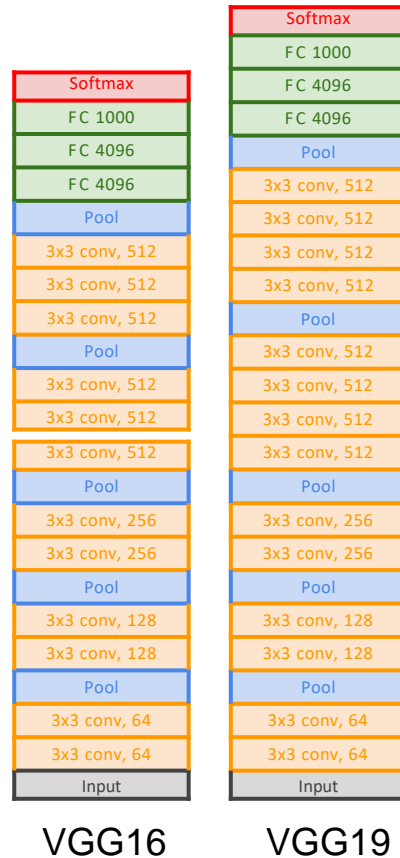 Softmax
FC 1000
FC 4096
FC 4096
Pool
3x3 conv, 512
3x3 conv, 512
3x3 conv, 512
Pool
3x3 conv, 512
3x3 conv, 512
3x3 conv, 512
Pool
3x3 conv, 256
3x3 conv, 256
Pool
3x3 conv, 128
3x3 conv, 128
Pool
3x3 conv, 64
3x3 conv, 64
Input
VGG16
Softmax
FC 1000
FC 4096
FC 4096
Pool
3x3 conv, 512
3x3 conv, 512
3x3 conv, 512
3x3 conv, 512
Pool
3x3 conv, 512
3x3 conv, 512
3x3 conv, 512
3x3 conv, 512
Pool
3x3 conv, 256
3x3 conv, 256
Pool
3x3 conv, 128
3x3 conv, 128
Pool
3x3 conv, 64
3x3 conv, 64
Input
VGG19